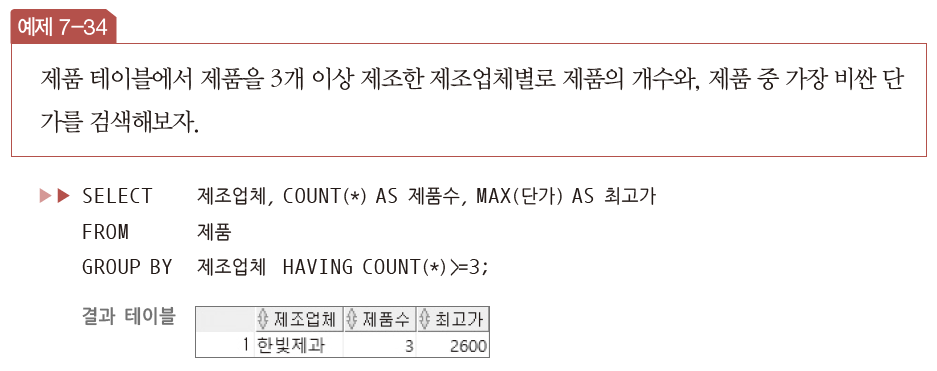 예제 7-34
제품 테이블에서 제품을 3개 이상 제조한 제조업체별로 제품의 개수와, 제품 중 가장 비싼 단
가를 검색해보자.
SELECT 제조업체, COUNT(*) AS 제품수, MAX(단가) AS 최고가
FROM 제품
GROUP BY 제조업체 HAVING COUNT(*)>=3;
결과 테이블
제조업체 제품수 최고가
1 한빛제과 3 2600